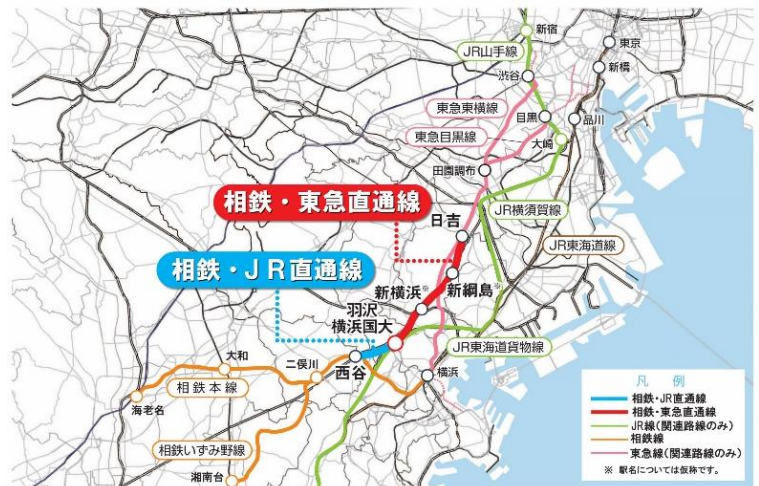 新宿
JR山手線
東京
新橋
渋谷
東急東横線
目黒
品川
東急目黒線
大崎
田園調布
相鉄・東急直通線
JR横須賀線
日吉
JR東海道線
相鉄・JR直通線
新横浜※
新綱島※
羽沢
横浜国大
JR東海道貨物線
二俣川
大和
西谷
横浜
相鉄本線
海老名
相鉄いずみ野線
湘南台
凡 例
相鉄・JR直通線
相鉄・東急直通線
JR線(関連路線のみ)
相鉄線
東急線(関連路線のみ)
※ 駅名については仮称です。